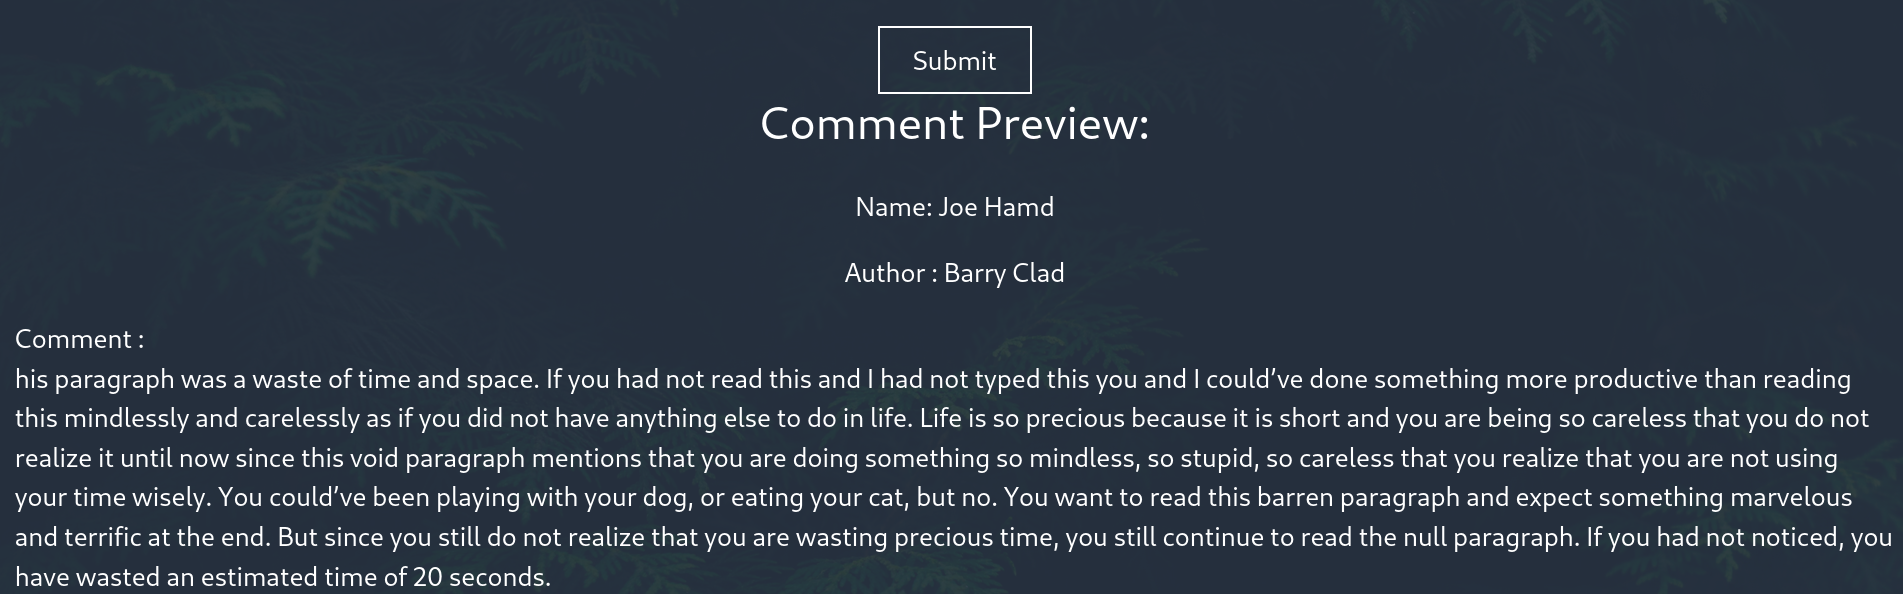 Submit
Comment Preview:
Name: Joe Hamd
Author : Barry Clad
Comment :
his paragraph was a waste of time and space. If you had not read this and I had not typed this you and I could’ve done something more productive than reading
this mindlessly and carelessly as if you did not have anything else to do in life. Life is so precious because it is short and you are being so careless that you do not
realize it until now since this void paragraph mentions that you are doing something so mindless, so stupid, so careless that you realize that you are not using
your time wisely. You could’ve been playing with your dog, or eating your cat, but no. You want to read this barren paragraph and expect something marvelous
and terrific at the end. But since you still do not realize that you are wasting precious time, you still continue to read the null paragraph. If you had not noticed, you
have wasted an estimated time of 20 seconds.